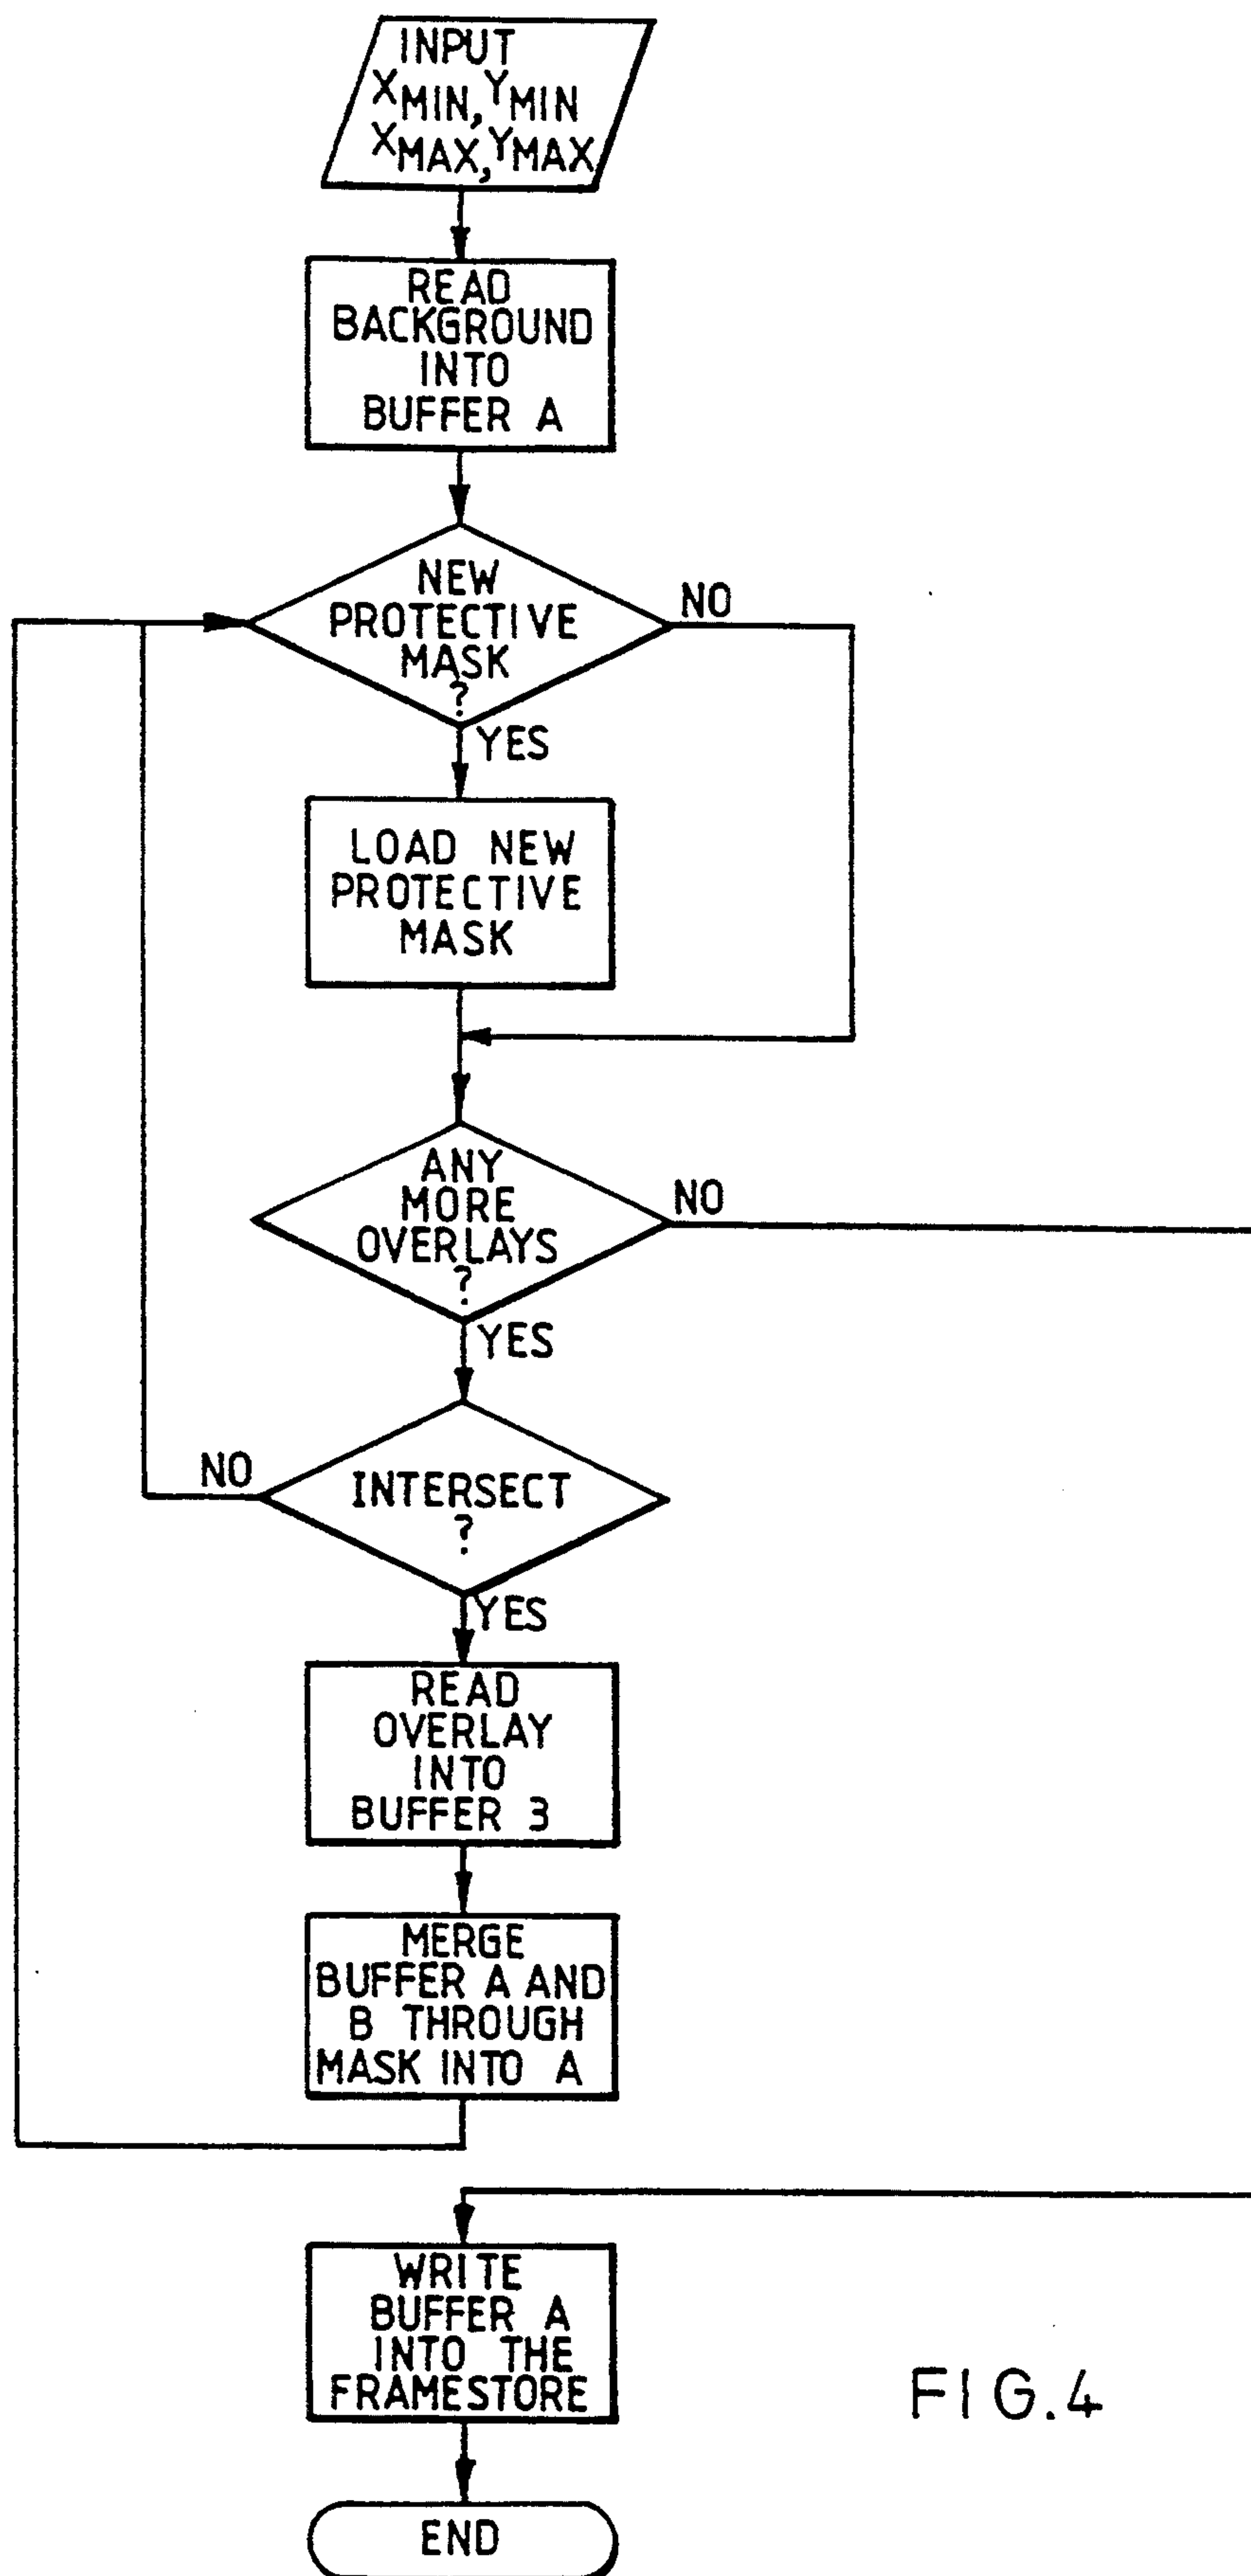 INPUT
XMIN, YMIN
XMAX, YMAX
READ
BACKGROUND
INTO
BUFFER A
NEW
PROTECTIVE
MASK
?
NO
YES
LOAD NEW
PROTECTIVE
MASK
ANY
MORE
OVERLAYS
?
NO
YES
INTERSECT
?
NO
YES
READ
OVERLAY
INTO
BUFFER 3
MERGE
BUFFER A AND
B THROUGH
MASK INTO A
WRITE
BUFFER A
INTO THE
FRAMESTORE
FIG.4
END